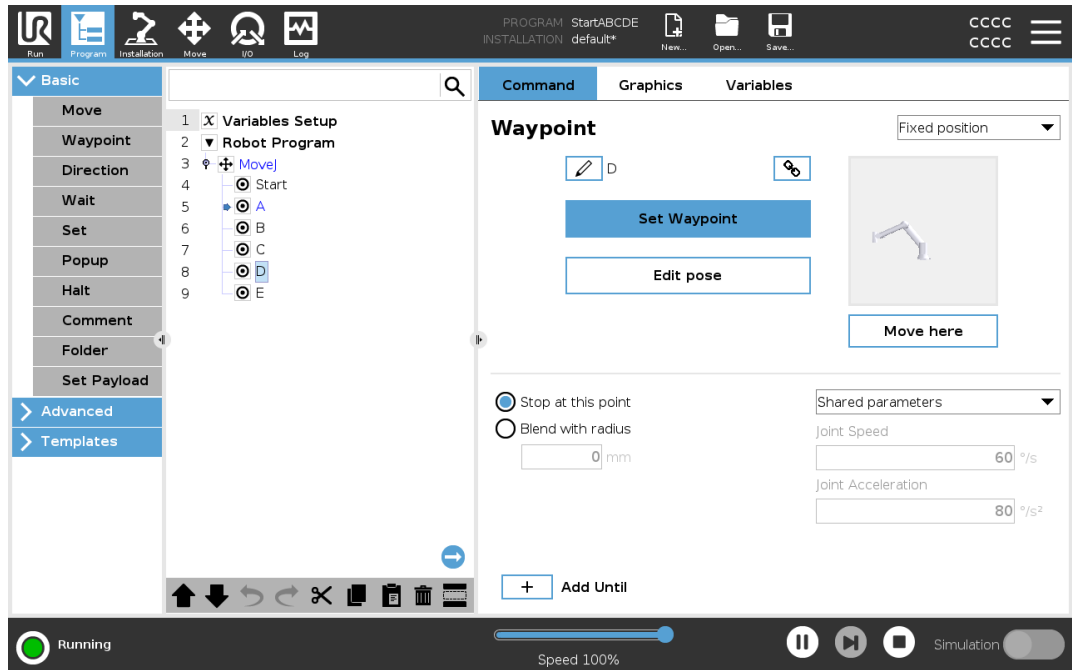 PROGRAM StartABCDE
INSTALLATION default*
CCCC
CCCC
Run Program Installation Move I/O Log New... Open... Save...
Basic
Move
Waypoint
Direction
Wait
Set
Popup
Halt
Comment
Folder
Set Payload
Advanced
Templates
1 x Variables Setup
2 Robot Program
3 MoveJ
4 Start
5 A
6 B
7 C
8 D
9 E
Command Graphics Variables
Waypoint
Fixed position
D
Set Waypoint
Edit pose
Move here
Stop at this point
Blend with radius
0 mm
Shared parameters
Joint Speed
60 °/s
Joint Acceleration
80 °/s²
+ Add Until
Running
Speed 100%
Simulation